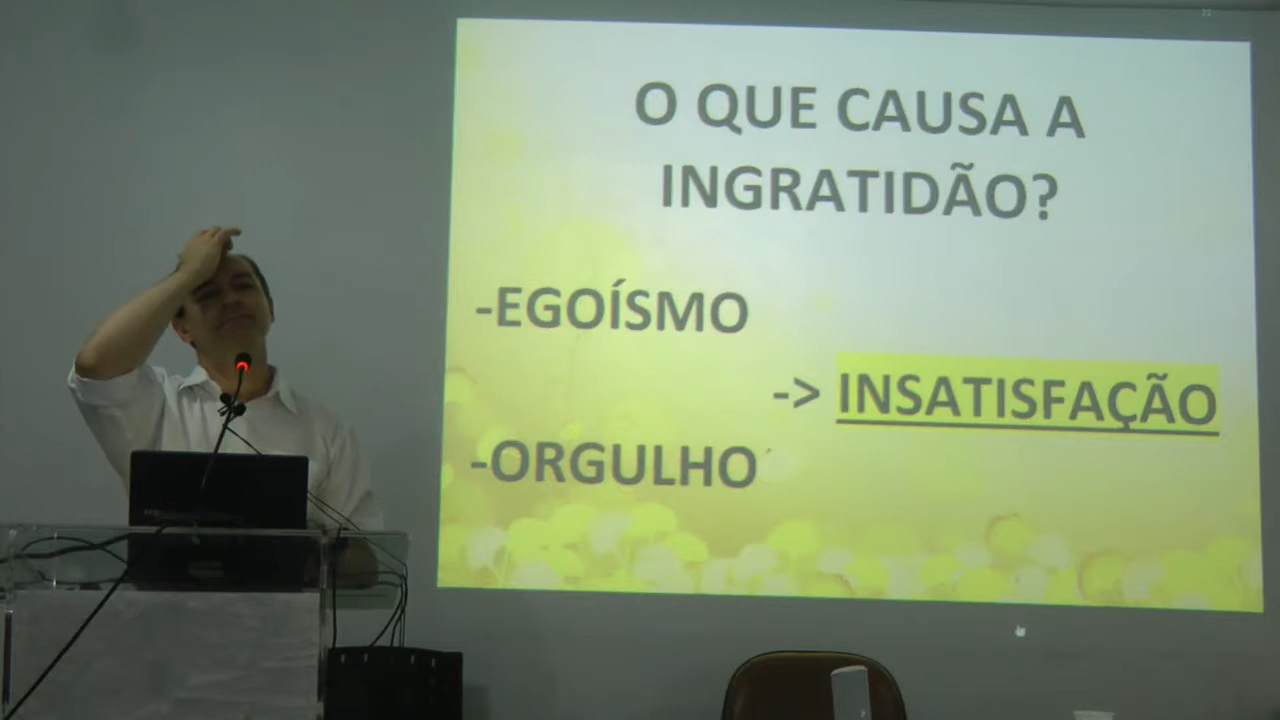 O QUE CAUSA A
INGRATIDÃO?
-EGOÍSMO
-> INSATISFAÇÃO
-ORGULHO